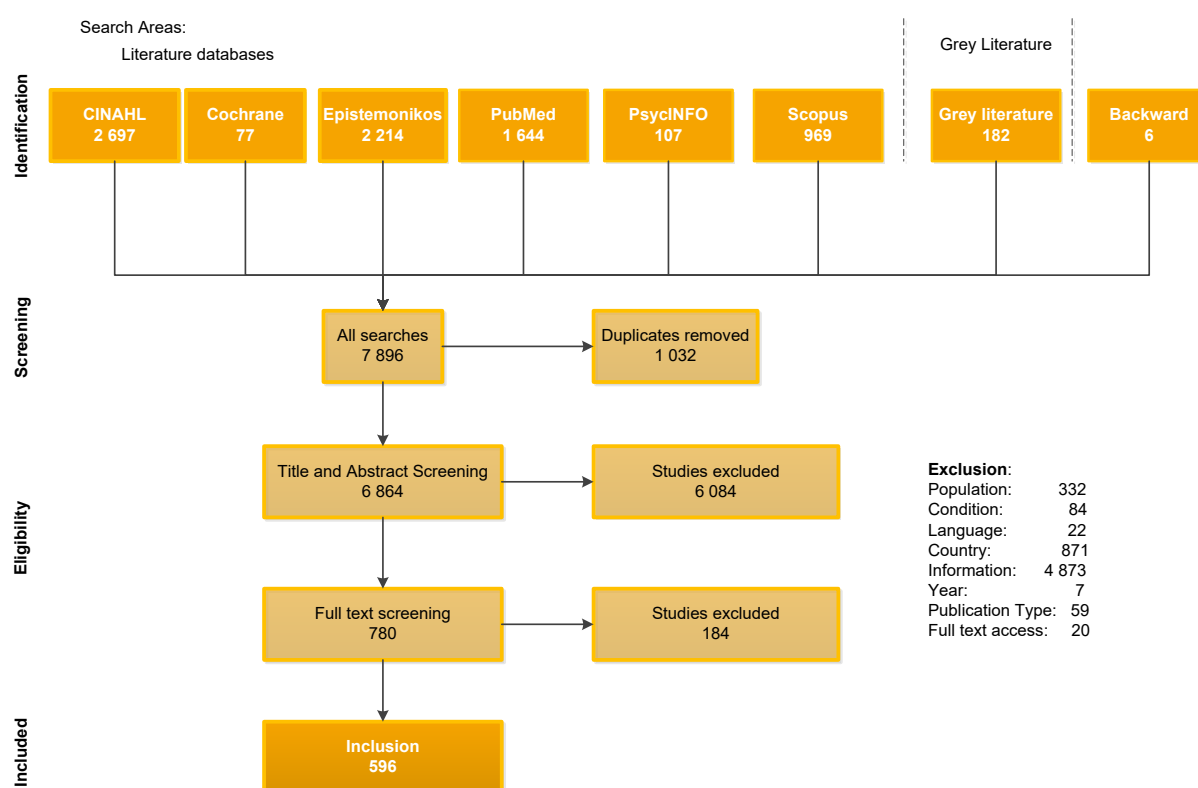 Search Areas:
Literature databases
Grey Literature
Identification
CINAHL
2 697
Cochrane
77
Epistemonikos
2 214
PubMed
1 644
PsycINFO
107
Scopus
969
Grey literature
182
Backward
6
Screening
All searches
7 896
Duplicates removed
1 032
Eligibility
Title and Abstract Screening
6 864
Studies excluded
6 084
Full text screening
780
Studies excluded
184
Exclusion:
Population: 332
Condition: 84
Language: 22
Country: 871
Information: 4 873
Year: 7
Publication Type: 59
Full text access: 20
Included
Inclusion
596